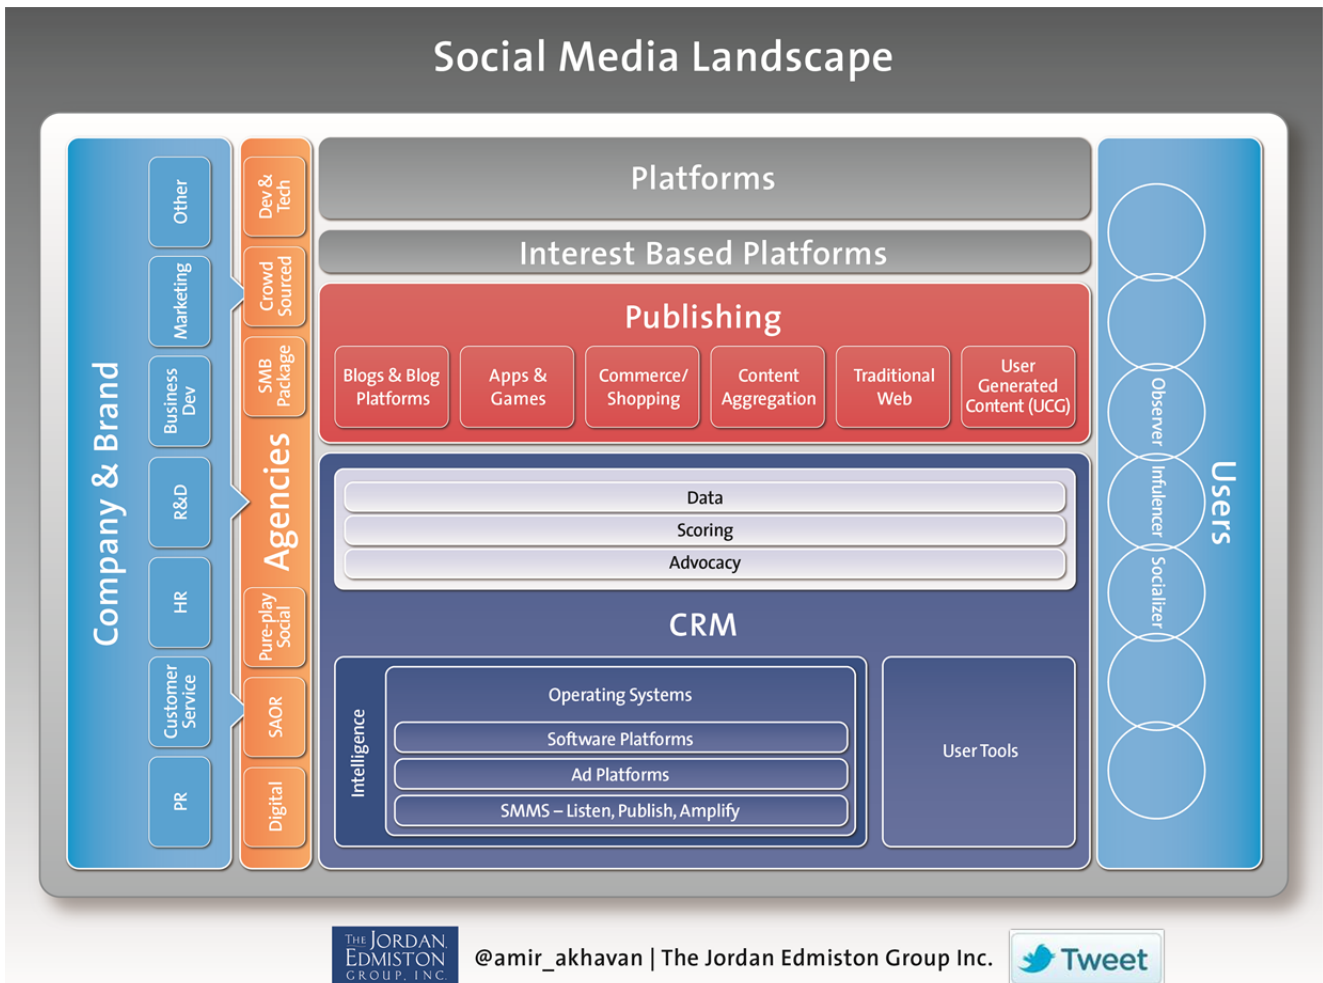 Social Media Landscape
Company & Brand
Other
Marketing
Business
Dev
R&D
HR
Customer
Service
PR
Agencies
Dev &
Tech
Crowd
Sourced
SMB
Package
Pure-play
Social
SAOR
Digital
Platforms
Interest Based Platforms
Publishing
Blogs & Blog
Platforms
Apps &
Games
Commerce/
Shopping
Content
Aggregation
Traditional
Web
User
Generated
Content (UCG)
Data
Scoring
Advocacy
CRM
Intelligence
Operating Systems
Software Platforms
Ad Platforms
SMMS – Listen, Publish, Amplify
User Tools
Observer
Infulencer
Socializer
Users
THE JORDAN,
EDMISTON
GROUP, INC.
@amir_akhavan | The Jordan Edmiston Group Inc.
Tweet